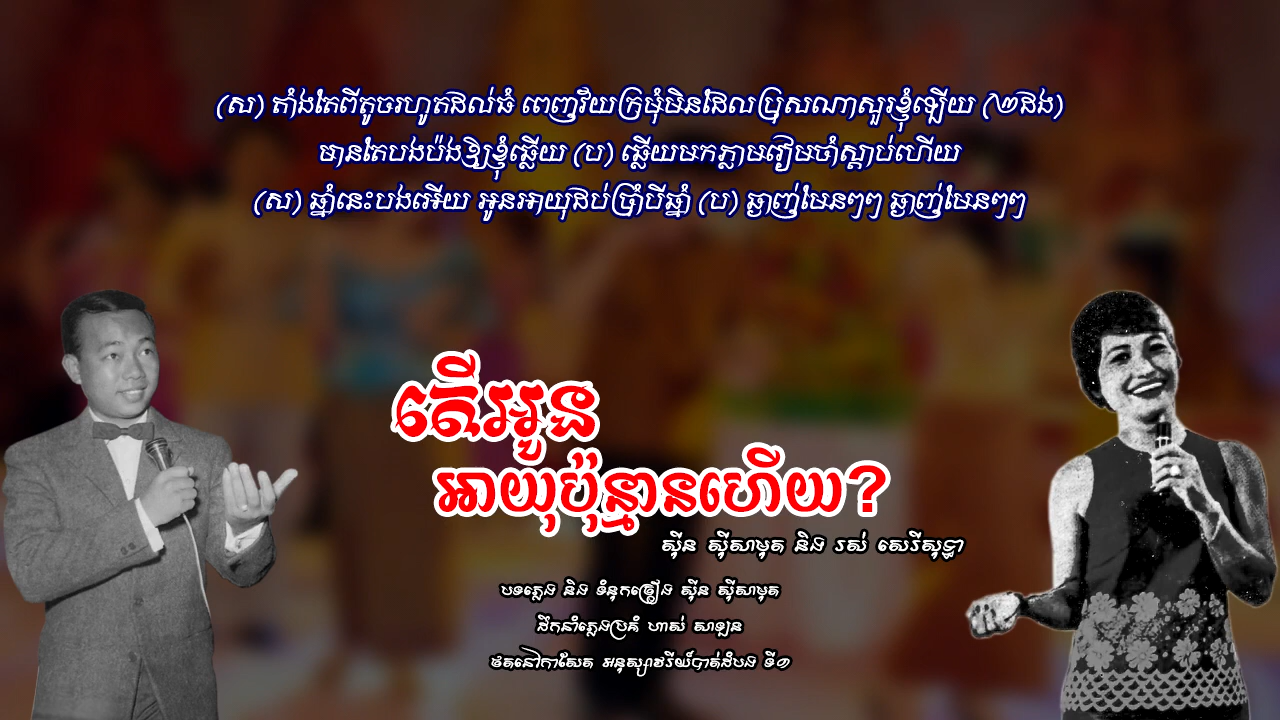 (ស) តាំងតែពីតូចរហូតដល់ធំ ពេញវ័យក្រមុំមិនដែលប្រុសណាសួរខ្ញុំឡើយ (២ដង)
មានតែបងប៉ងឱ្យខ្ញុំឆ្លើយ (ប) ឆ្លើយមកភ្លាមរៀមចាំស្ដាប់ហើយ
(ស) ឆ្នាំនេះបងអើយ អូនអាយុដប់ប្រាំបីឆ្នាំ (ប) ធ្ងាញ់មែនៗៗ ធ្ងាញ់មែនៗៗ
តើអូន
អាយុប៉ុន្មានហើយ?
ស៊ីន ស៊ីសាមុត និង រស់ សេរីសុទ្ធា
បទភ្លេង និង ទំនុកច្រៀង ស៊ីន ស៊ីសាមុត
ដឹកនាំភ្លេងប្រគំ ហាស់ សាឡន
ថតនៅកាសែត អនុស្សាវរីយ៍បាត់ដំបង ទី១